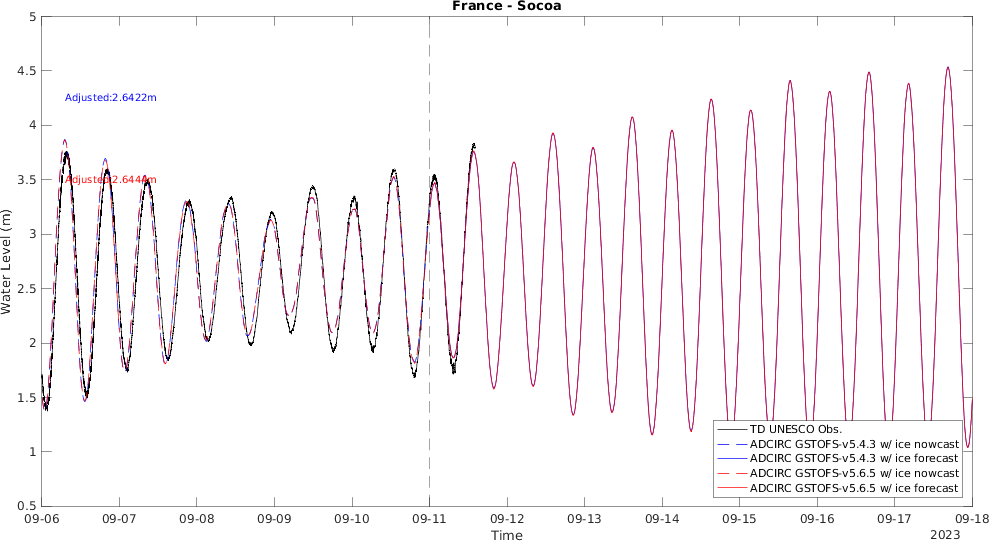 France - Socoa
5
4.5
4
3.5
3
2.5
2
1.5
1
0.5
Water Level (m)
Adjusted:2.6422m
Adjusted:2.6444m
TD UNESCO Obs.
ADCIRC GSTOFS-v5.4.3 w/ ice nowcast
ADCIRC GSTOFS-v5.4.3 w/ ice forecast
ADCIRC GSTOFS-v5.6.5 w/ ice nowcast
ADCIRC GSTOFS-v5.6.5 w/ ice forecast
09-06 09-07 09-08 09-09 09-10 09-11 09-12 09-13 09-14 09-15 09-16 09-17 09-18
Time
2023